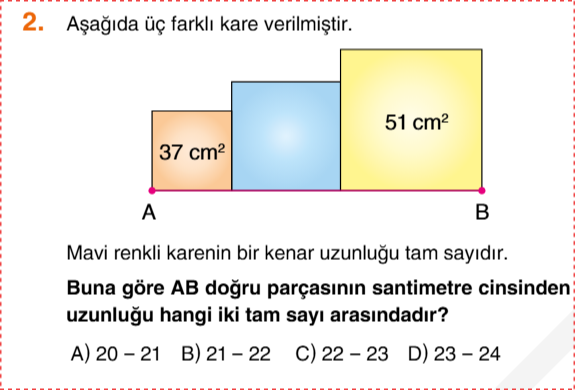 2. Aşağıda üç farklı kare verilmiştir.
37 cm²
51 cm²
A
B
Mavi renkli karenin bir kenar uzunluğu tam sayıdır.
Buna göre AB doğru parçasının santimetre cinsinden
uzunluğu hangi iki tam sayı arasındadır?
A) 20 – 21 B) 21 – 22 C) 22 – 23 D) 23 – 24